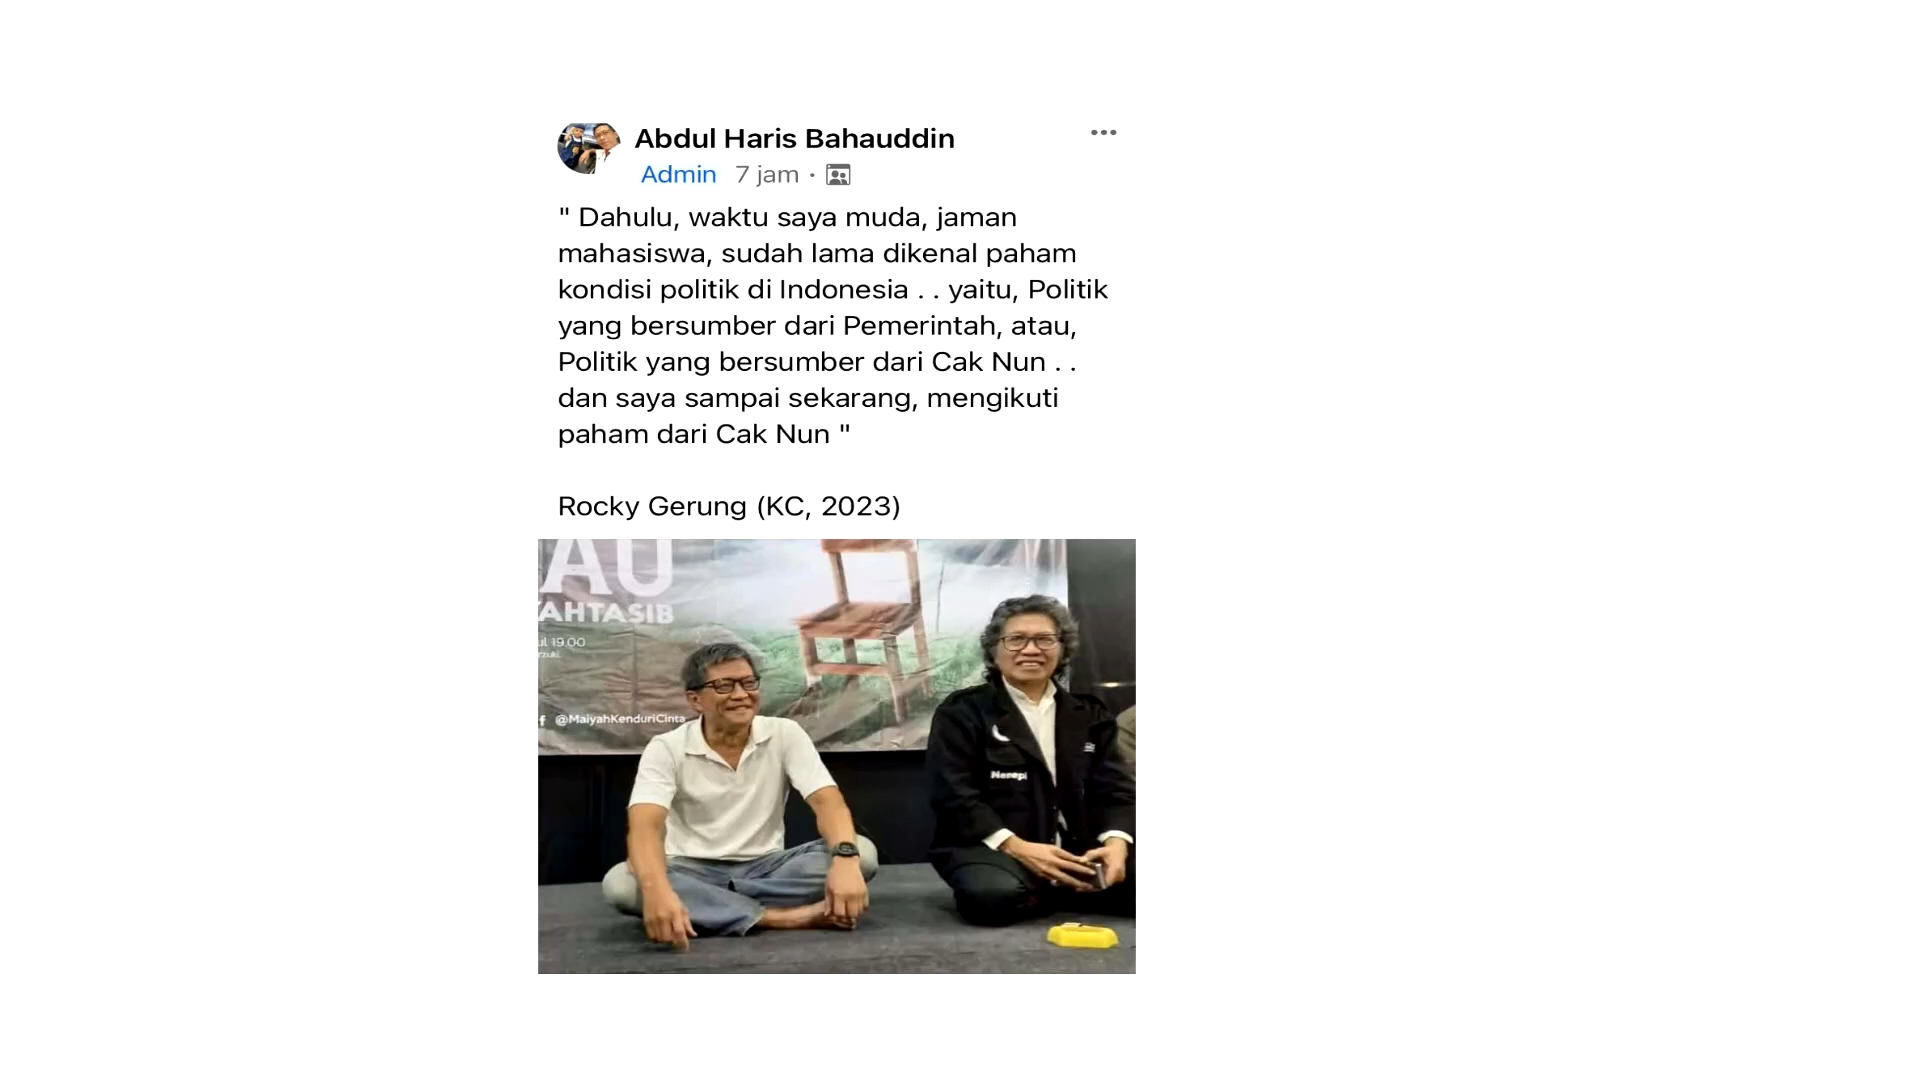 Abdul Haris Bahauddin
Admin 7 jam ·
" Dahulu, waktu saya muda, jaman
mahasiswa, sudah lama dikenal paham
kondisi politik di Indonesia . . yaitu, Politik
yang bersumber dari Pemerintah, atau,
Politik yang bersumber dari Cak Nun . .
dan saya sampai sekarang, mengikuti
paham dari Cak Nun "
Rocky Gerung (KC, 2023)
AU
AHTASIB
ul 19.00
rzuki.
f @MaiyahKenduriCinta